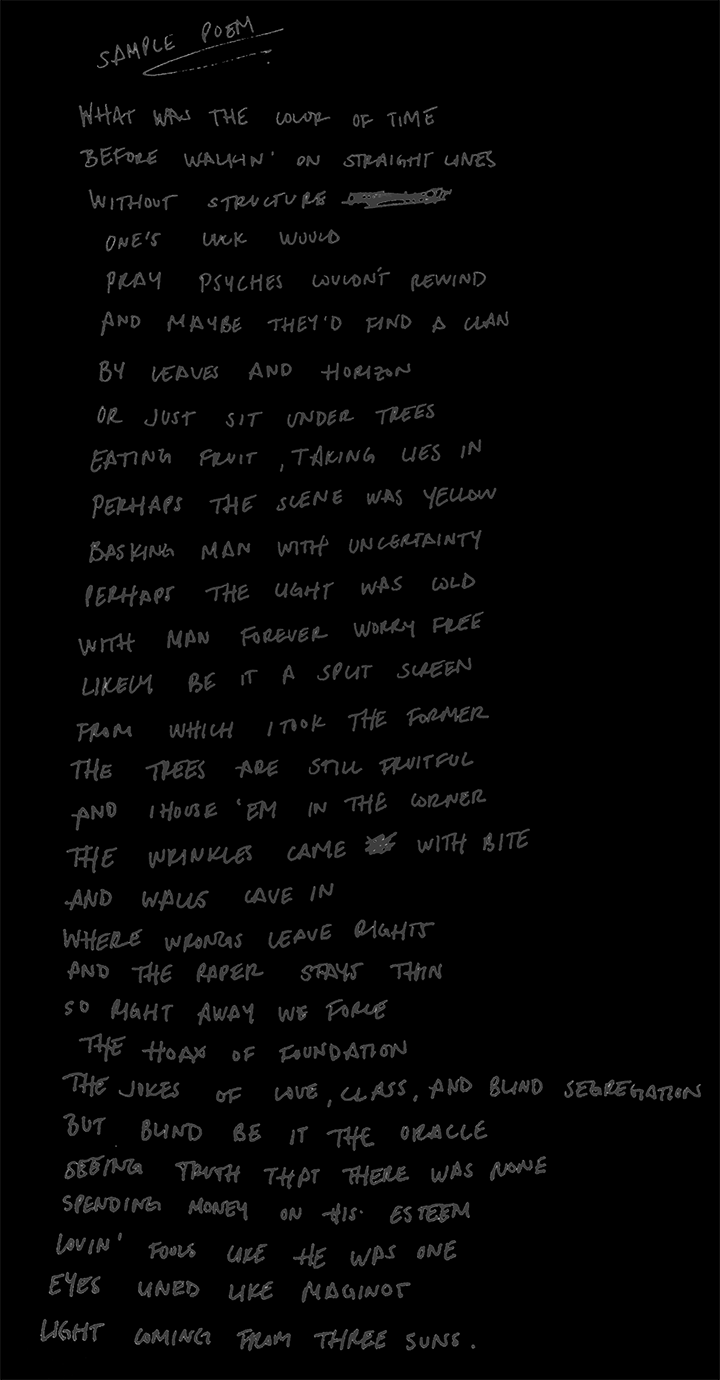 SAMPLE POEM
WHAT WAS THE COLOR OF TIME
BEFORE WALKIN' ON STRAIGHT LINES
WITHOUT STRUCTURE
ONE'S LUCK WOULD
PRAY PSYCHES WOULDN'T REWIND
AND MAYBE THEY'D FIND A CLAN
BY LEAVES AND HORIZON
OR JUST SIT UNDER TREES
EATING FRUIT, TAKING LIES IN
PERHAPS THE SCENE WAS YELLOW
BASKING MAN WITH UNCERTAINTY
PERHAPS THE LIGHT WAS COLD
WITH MAN FOREVER WORRY FREE
LIKELY BE IT A SPLIT SCREEN
FROM WHICH I TOOK THE FORMER
THE TREES ARE STILL FRUITFUL
AND I HOUSE 'EM IN THE CORNER
THE WRINKLES CAME WITH BITE
AND WALLS CAVE IN
WHERE WRONGS LEAVE RIGHTS
AND THE PAPER STAYS THIN
SO RIGHT AWAY WE FORCE
THE HOAX OF FOUNDATION
THE JOKES OF LOVE, CLASS, AND BLIND SEGREGATION
BUT BLIND BE IT THE ORACLE
SEEING TRUTH THAT THERE WAS NONE
SPENDING MONEY ON HIS ESTEEM
LOVIN' FOOLS LIKE HE WAS ONE
EYES LINED LIKE MAGINOT
LIGHT COMING FROM THREE SUNS.